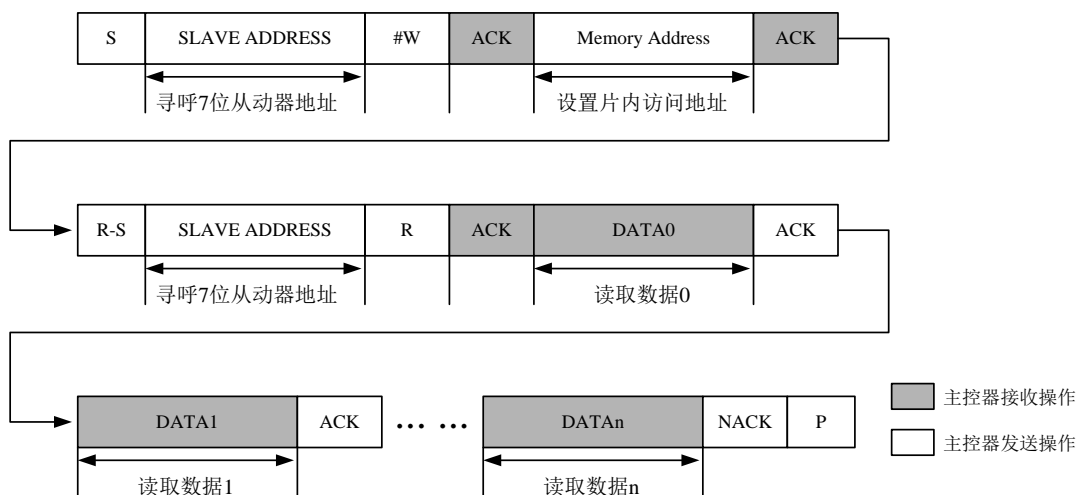 S SLAVE ADDRESS #W ACK Memory Address ACK
寻呼7位从动器地址 设置片内访问地址
R-S SLAVE ADDRESS R ACK DATA0 ACK
寻呼7位从动器地址 读取数据0
主控器接收操作
DATA1 ACK … … DATAn NACK P
主控器发送操作
读取数据1 读取数据n